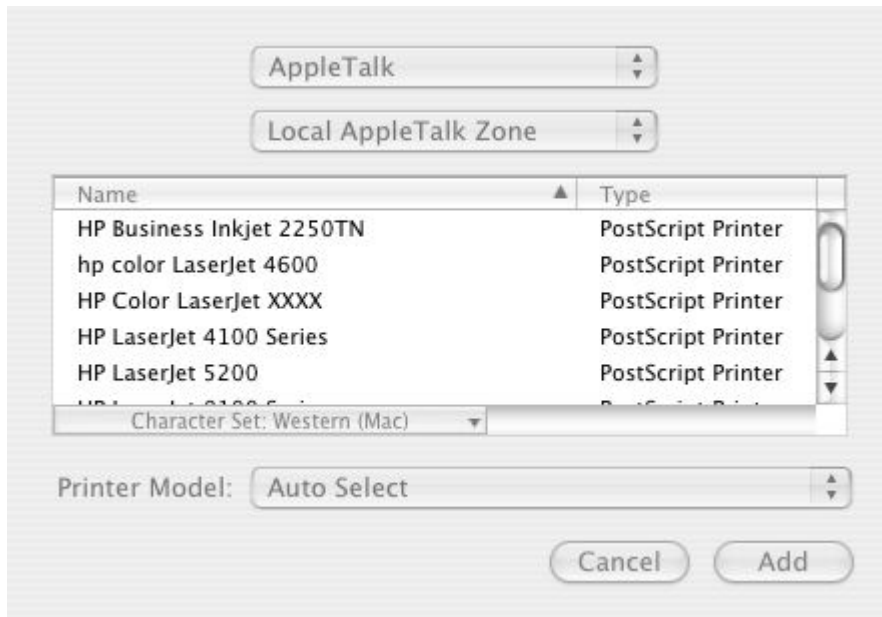 AppleTalk
Local AppleTalk Zone
Name Type
HP Business Inkjet 2250TN PostScript Printer
hp color LaserJet 4600 PostScript Printer
HP Color LaserJet XXXX PostScript Printer
HP LaserJet 4100 Series PostScript Printer
HP LaserJet 5200 PostScript Printer
Character Set: Western (Mac)
Printer Model: Auto Select
Cancel Add